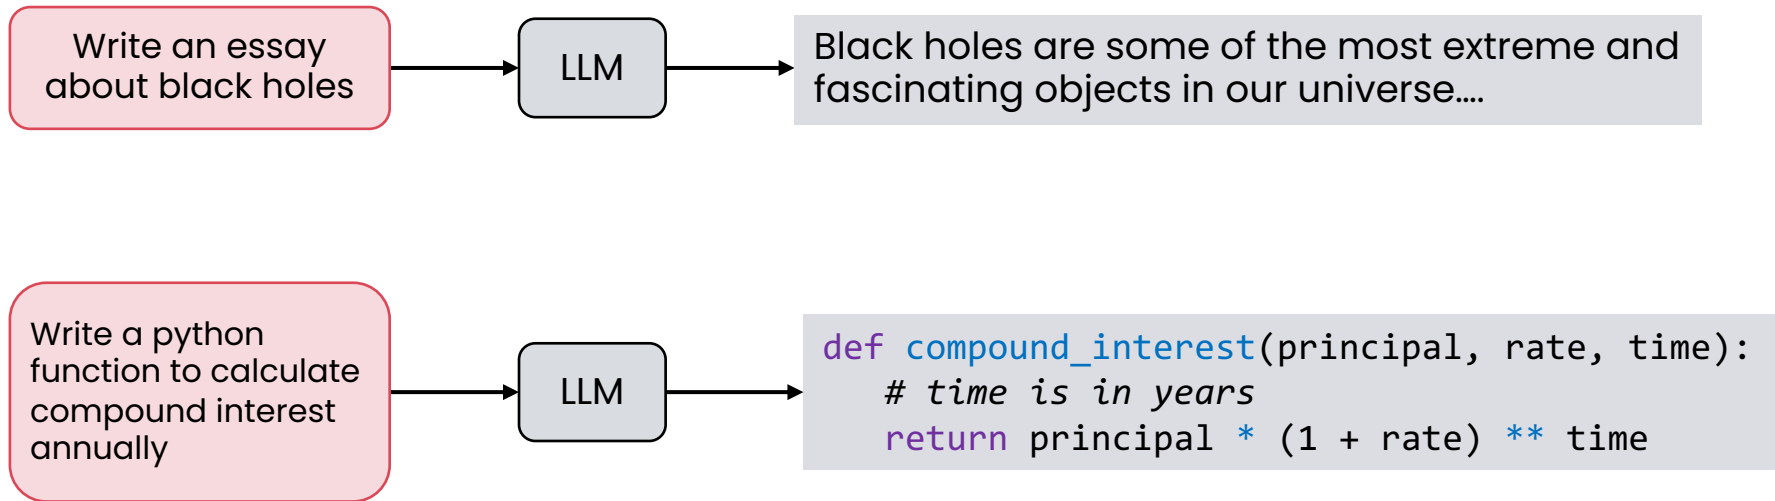 Write an essay
about black holes
LLM
Black holes are some of the most extreme and
fascinating objects in our universe....
Write a python
function to calculate
compound interest
annually
LLM
def compound_interest(principal, rate, time):
   # time is in years
   return principal * (1 + rate) ** time